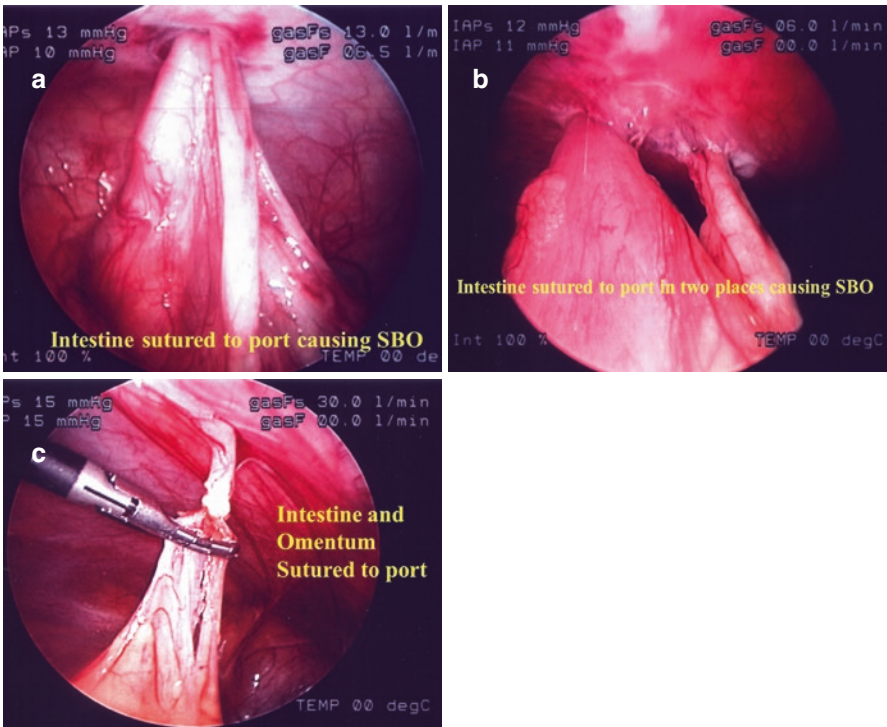 APs 13 mmHg gasFs 13.0 l/m
AP 10 mmHg gasF 06.5 l/m
a
Intestine sutured to port causing SBO
nt 100 % TEMP 00 de
IAPs 12 mmHg gasFs 06.0 l/min
IAP 11 mmHg gasF 00.0 l/min
b
Intestine sutured to port in two places causing SBO
Int 100 % TEMP 00 degC
Ps 15 mmHg gasFs 30.0 l/min
P 15 mmHg gasF 00.0 l/min
c
Intestine and
Omentum
Sutured to port
TEMP 00 degC